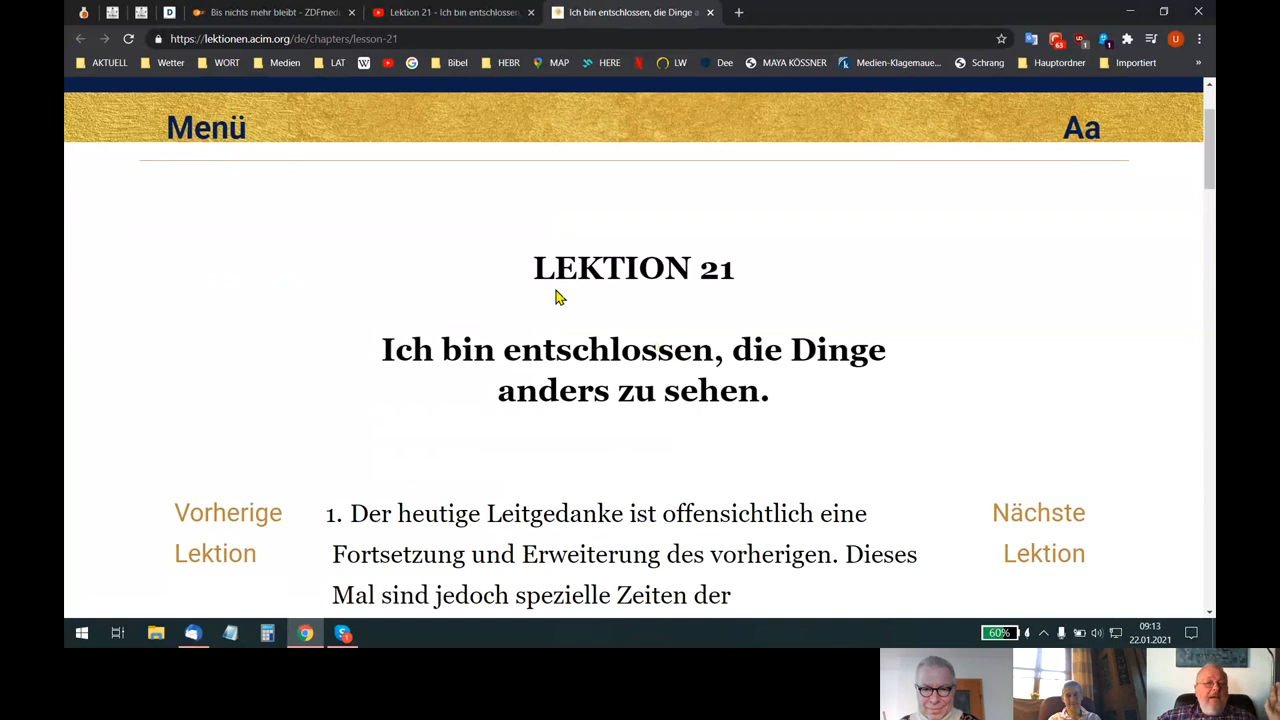 Bis nichts mehr bleibt - ZDFmed
Lektion 21 - Ich bin entschlossen,
Ich bin entschlossen, die Dinge a
https://lektionen.acim.org/de/chapters/lesson-21
AKTUELL Wetter WORT Medien LAT Bibel HEBR MAP HERE LW Dee MAYA KÖSSNER Medien-Klagemaue... Schrang Hauptordner Importiert »
Menü Aa
LEKTION 21
Ich bin entschlossen, die Dinge
anders zu sehen.
Vorherige
Lektion
1. Der heutige Leitgedanke ist offensichtlich eine
Fortsetzung und Erweiterung des vorherigen. Dieses
Mal sind jedoch spezielle Zeiten der
Nächste
Lektion
60%
09:13
22.01.2021